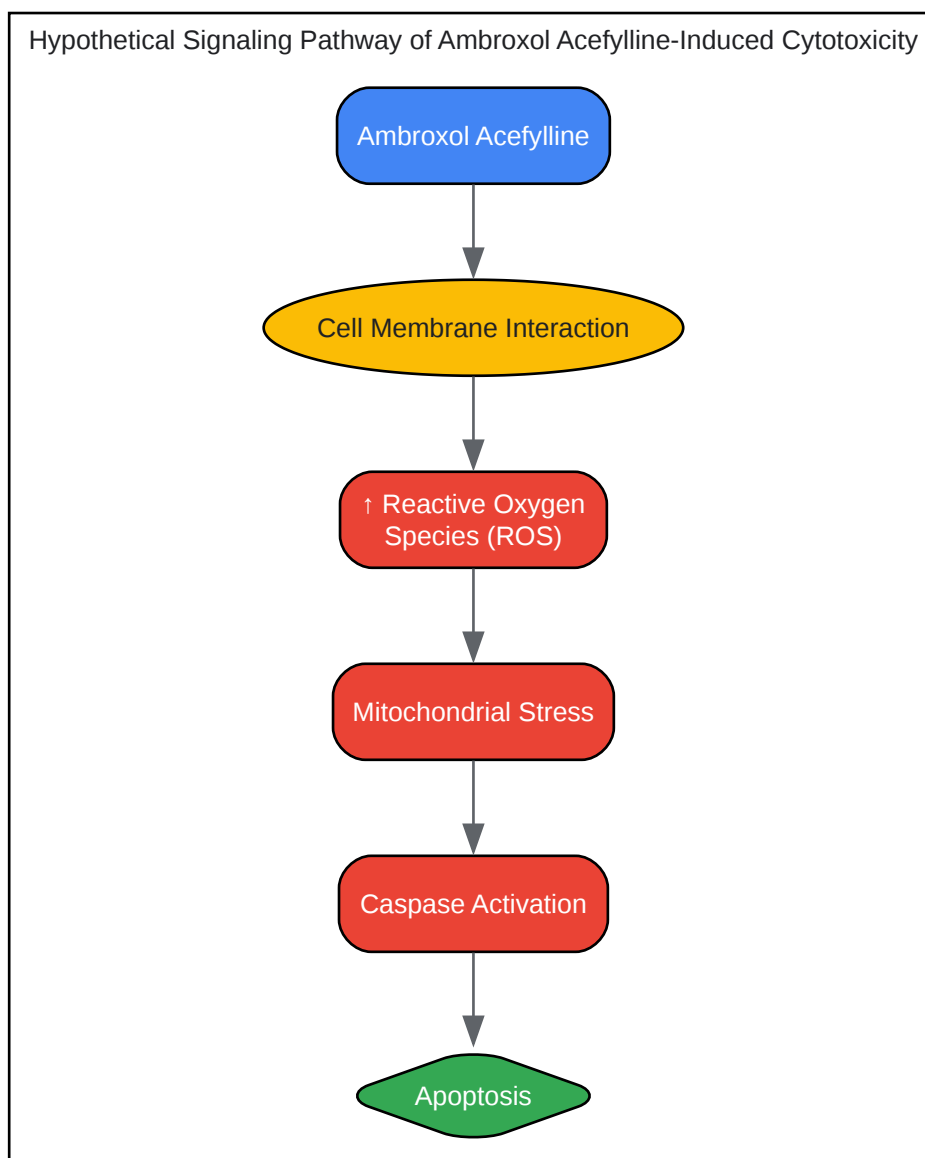 Hypothetical Signaling Pathway of Ambroxol Acefylline-Induced Cytotoxicity
Ambroxol Acefylline
Cell Membrane Interaction
↑ Reactive Oxygen
Species (ROS)
Mitochondrial Stress
Caspase Activation
Apoptosis